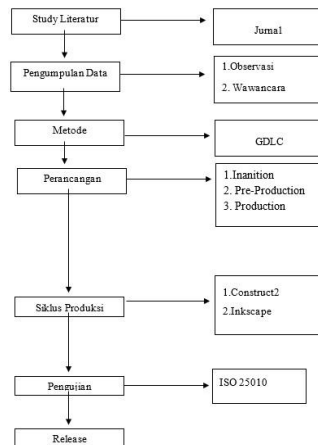 Study Literatur
Jurnal
Pengumpulan Data
1.Observasi
2. Wawancara
Metode
GDLC
Perancangan
1.Inanition
2. Pre-Production
3. Production
Siklus Produksi
1.Construct2
2.Inkscape
Pengujian
ISO 25010
Release